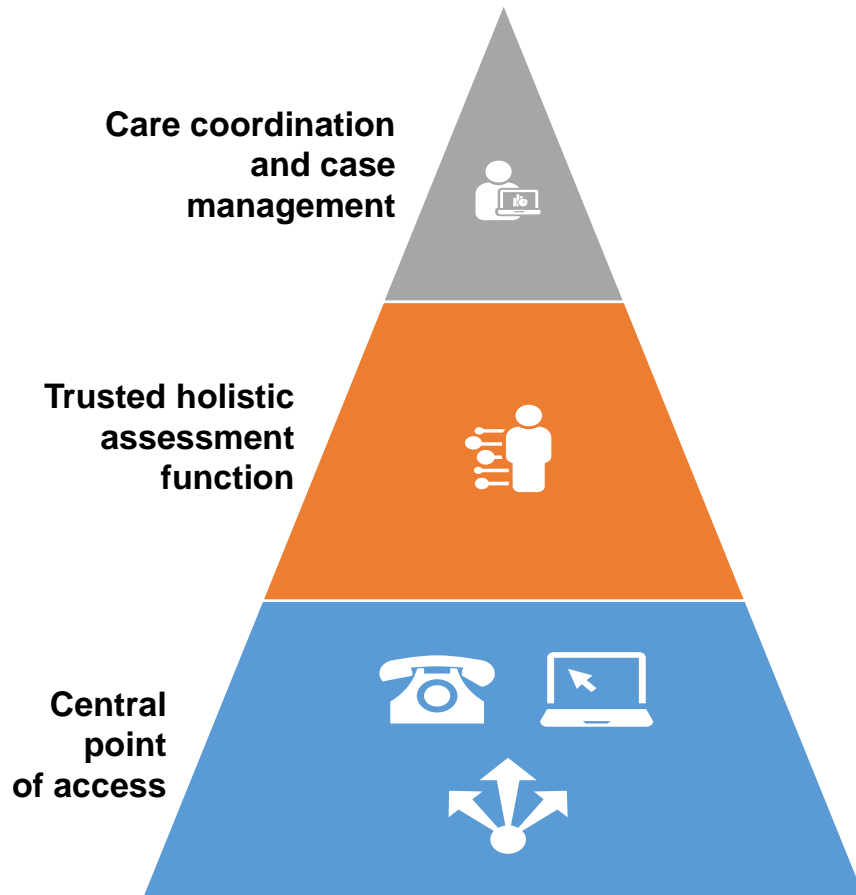 Care coordination
and case
management
Trusted holistic
assessment
function
Central
point
of access